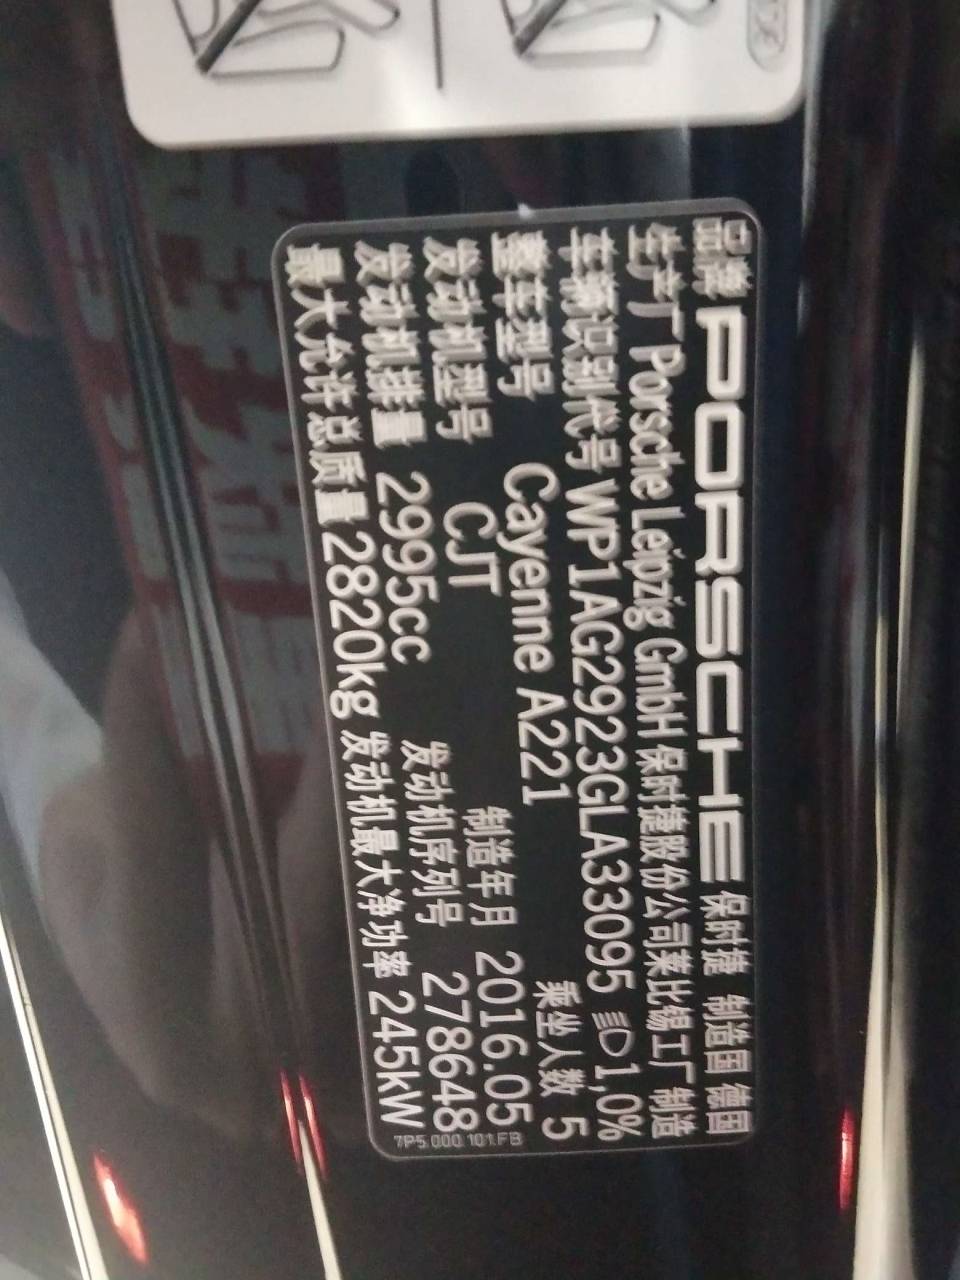 品牌 PORSCHE 保时捷 制造国 德国
生产厂 Porsche Leipzig GmbH 保时捷股份公司莱比锡工厂 制造
车辆识别代号 WP1AG2923GLA33095 1,0%
整车型号 Cayenne A221 乘坐人数 5
发动机型号 CJT 制造年月 2016.05
发动机排量 2995cc 发动机序列号 278648
最大允许总质量 2820kg 发动机最大净功率 245kW
7P5.000.101.FB